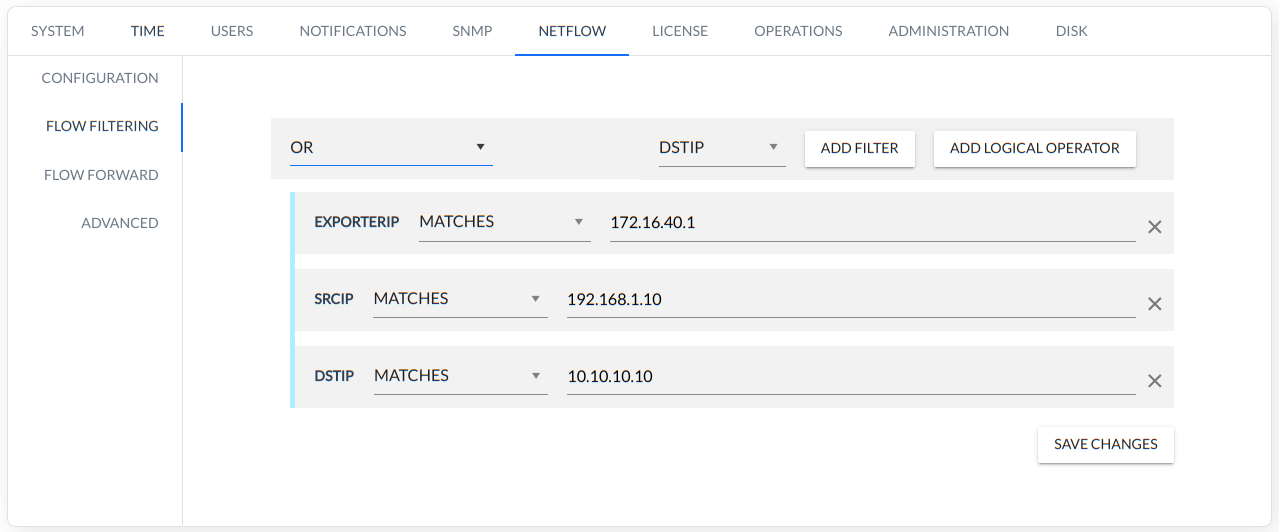 SYSTEM TIME USERS NOTIFICATIONS SNMP NETFLOW LICENSE OPERATIONS ADMINISTRATION DISK
CONFIGURATION
FLOW FILTERING
FLOW FORWARD
ADVANCED
OR DSTIP ADD FILTER ADD LOGICAL OPERATOR
EXPORTERIP MATCHES 172.16.40.1
SRCIP MATCHES 192.168.1.10
DSTIP MATCHES 10.10.10.10
SAVE CHANGES